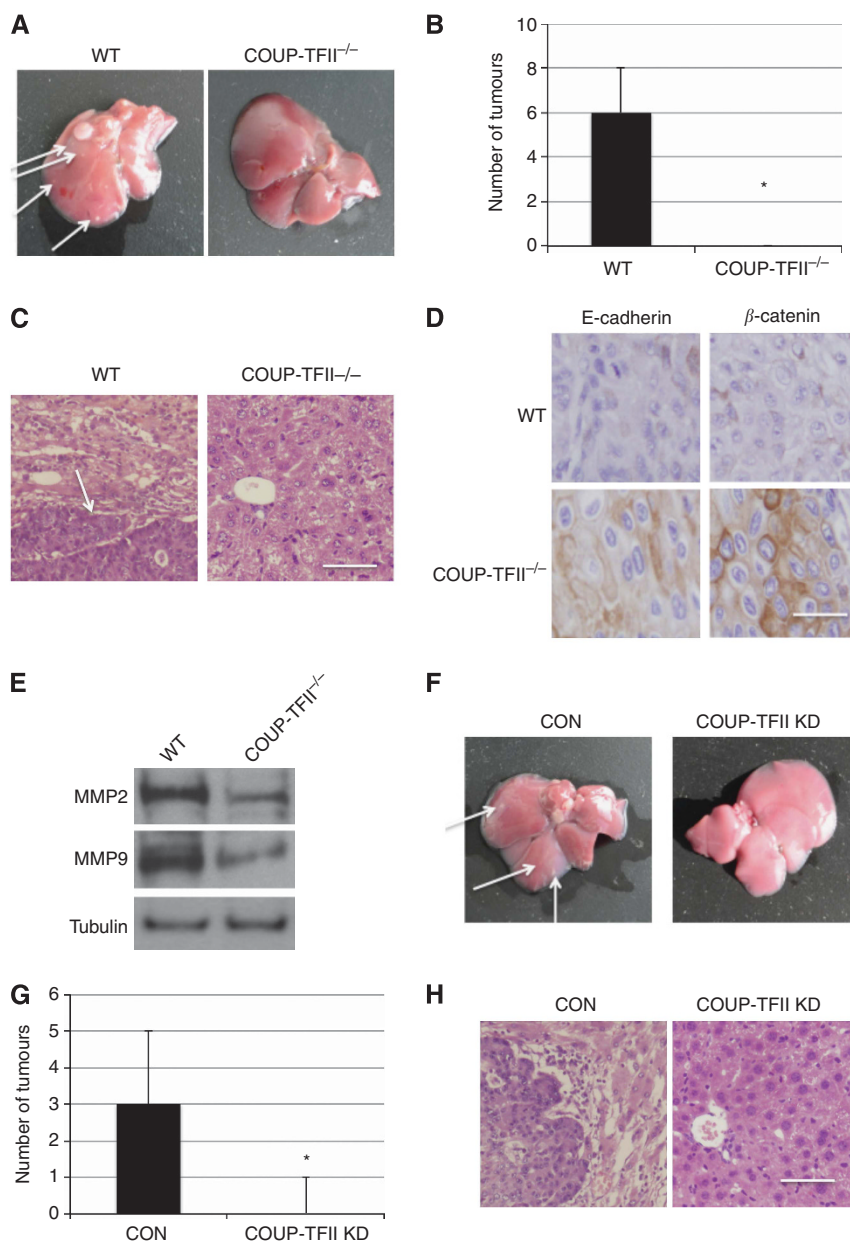 A
WT
COUP-TFII–/–
B
Number of tumours
10
8
6
4
2
0
*
WT
COUP-TFII–/–
C
WT
COUP-TFII–/–
D
E-cadherin
β-catenin
WT
COUP-TFII–/–
E
WT
COUP-TFII–/–
MMP2
MMP9
Tubulin
F
CON
COUP-TFII KD
G
Number of tumours
6
5
4
3
2
1
0
*
CON
COUP-TFII KD
H
CON
COUP-TFII KD